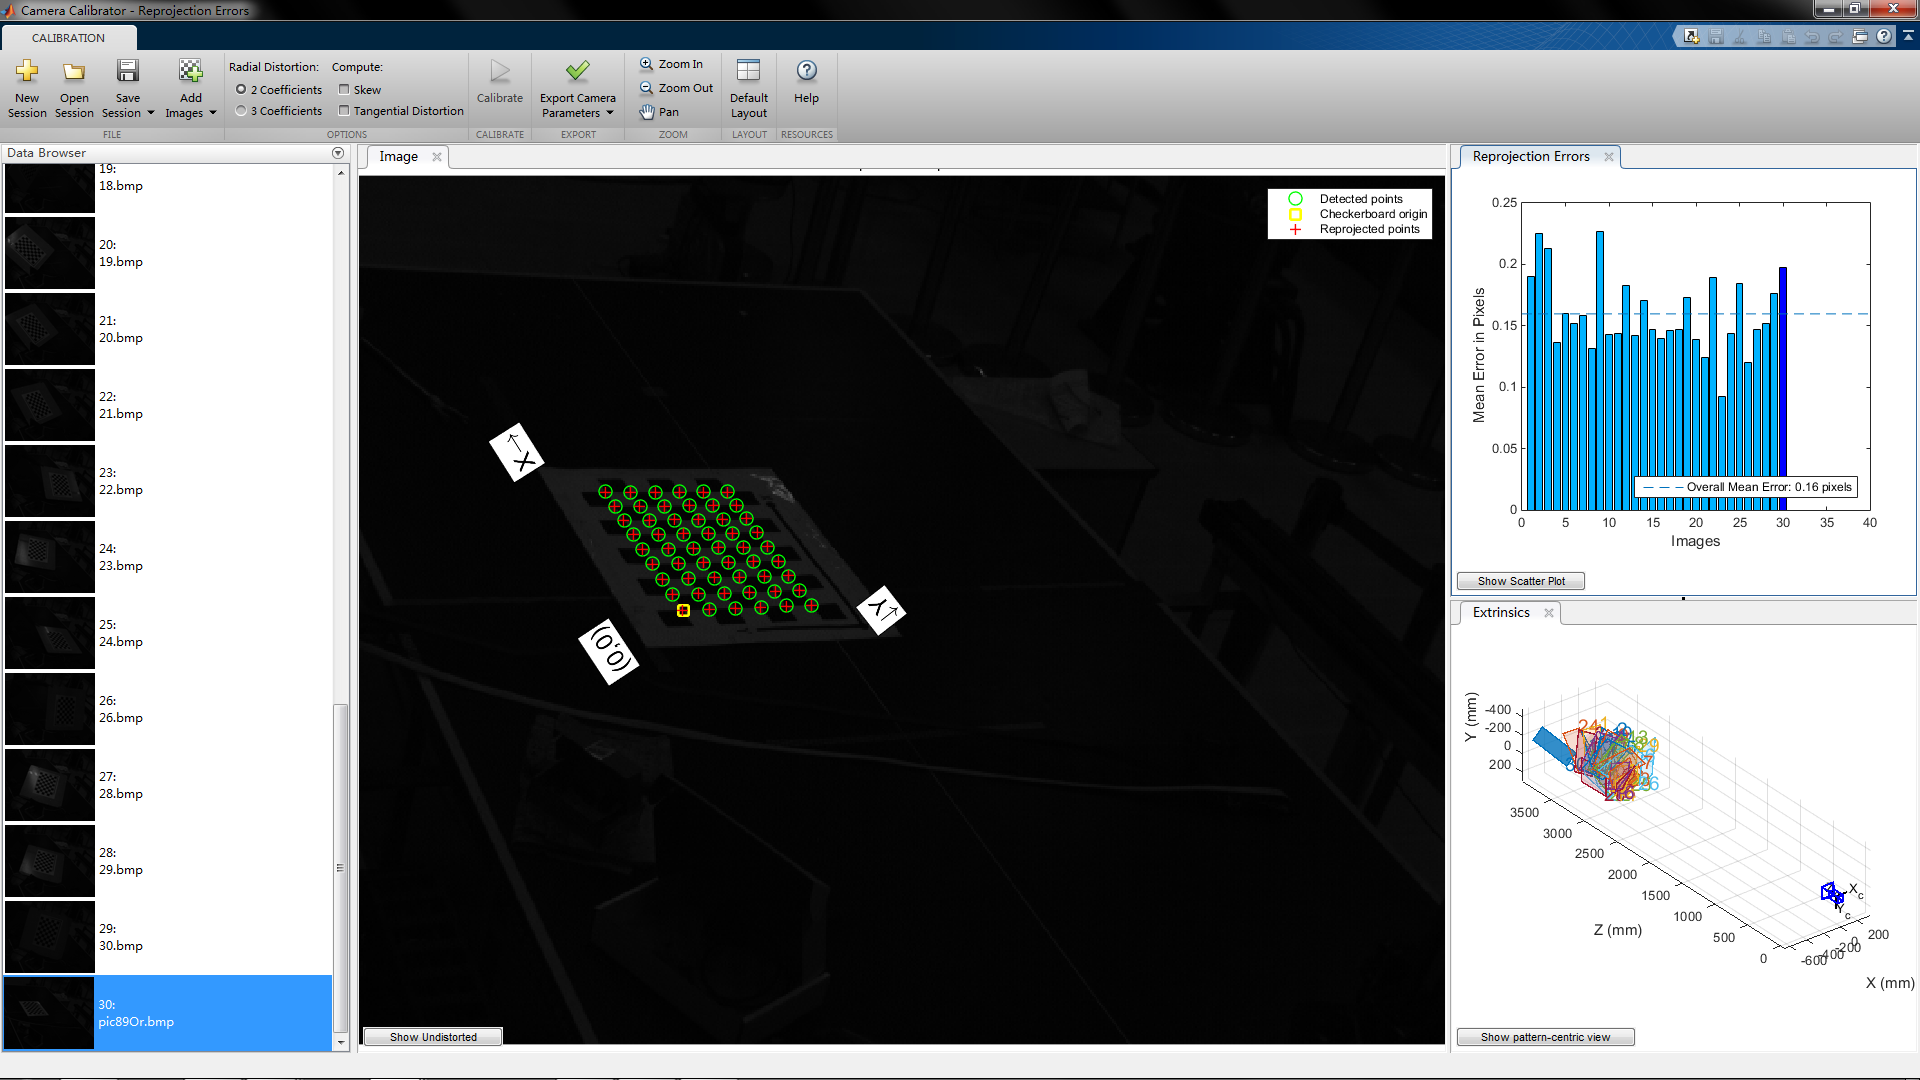 Camera Calibrator - Reprojection Errors
CALIBRATION
New Session
Open Session
Save Session
Add Images
FILE
Radial Distortion:
2 Coefficients
3 Coefficients
Compute:
Skew
Tangential Distortion
OPTIONS
Calibrate
CALIBRATE
Export Camera Parameters
EXPORT
Zoom In
Zoom Out
Pan
ZOOM
Default Layout
LAYOUT
Help
RESOURCES
Data Browser
19:
18.bmp
20:
19.bmp
21:
20.bmp
22:
21.bmp
23:
22.bmp
24:
23.bmp
25:
24.bmp
26:
26.bmp
27:
28.bmp
28:
29.bmp
29:
30.bmp
30:
pic89Or.bmp
Image
Detected points
Checkerboard origin
Reprojected points
X
Y
(0,0)
Show Undistorted
Reprojection Errors
0.25
0.2
0.15
0.1
0.05
0
Mean Error in Pixels
Overall Mean Error: 0.16 pixels
0 5 10 15 20 25 30 35 40
Images
Show Scatter Plot
Extrinsics
Y (mm)
-400
-200
0
200
3500
3000
2500
2000
1500
1000
500
0
Z (mm)
-600
-400
-200
0
200
X (mm)
Xc
Yc
Show pattern-centric view